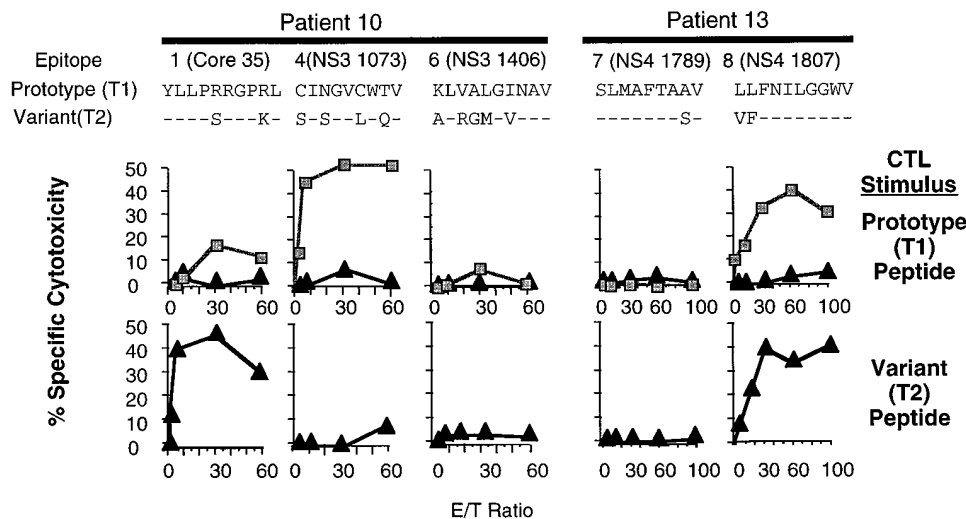 Patient 10 Patient 13
Epitope 1 (Core 35) 4(NS3 1073) 6 (NS3 1406) 7 (NS4 1789) 8 (NS4 1807)
Prototype (T1) YLLPRRGPRL CINGVCWTV KLVALGINAV SLMAFTAAV LLFNILGGWV
Variant(T2) ----S---K- S-S--L-Q- A-RGM-V--- -------S- VF--------
% Specific Cytotoxicity
50
40
30
20
10
0
CTL
Stimulus
Prototype
(T1)
Peptide
0 30 60 0 30 60 0 30 60 0 30 60 100 0 30 60 100
50
40
30
20
10
0
Variant
(T2)
Peptide
0 30 60 0 30 60 0 30 60 0 30 60 100 0 30 60 100
E/T Ratio